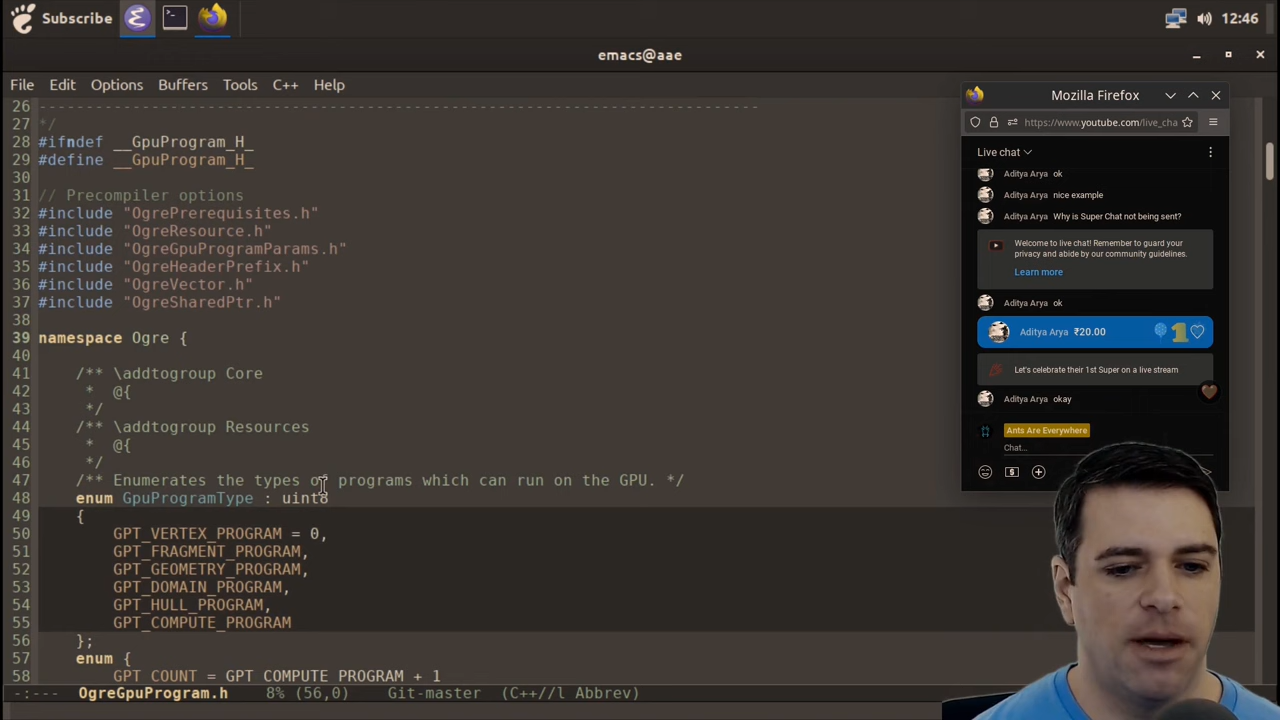 Subscribe
12:46
emacs@aae
File Edit Options Buffers Tools C++ Help
26 -----------------------------------------------------------------------------
27 */
28 #ifndef __GpuProgram_H_
29 #define __GpuProgram_H_
30
31 // Precompiler options
32 #include "OgrePrerequisites.h"
33 #include "OgreResource.h"
34 #include "OgreGpuProgramParams.h"
35 #include "OgreHeaderPrefix.h"
36 #include "OgreVector.h"
37 #include "OgreSharedPtr.h"
38
39 namespace Ogre {
40
41 /** \addtogroup Core
42 * @{
43 */
44 /** \addtogroup Resources
45 * @{
46 */
47 /** Enumerates the types of programs which can run on the GPU. */
48 enum GpuProgramType : uint8
49 {
50 GPT_VERTEX_PROGRAM = 0,
51 GPT_FRAGMENT_PROGRAM,
52 GPT_GEOMETRY_PROGRAM,
53 GPT_DOMAIN_PROGRAM,
54 GPT_HULL_PROGRAM,
55 GPT_COMPUTE_PROGRAM
56 };
57 enum {
58 GPT_COUNT = GPT_COMPUTE_PROGRAM + 1
-:--- OgreGpuProgram.h 8% (56,0) Git-master (C++//l Abbrev)
Mozilla Firefox
https://www.youtube.com/live_cha
Live chat
Aditya Arya ok
Aditya Arya nice example
Aditya Arya Why is Super Chat not being sent?
Welcome to live chat! Remember to guard your
privacy and abide by our community guidelines.
Learn more
Aditya Arya ok
Aditya Arya ₹20.00
Let's celebrate their 1st Super on a live stream
Aditya Arya okay
Ants Are Everywhere
Chat...